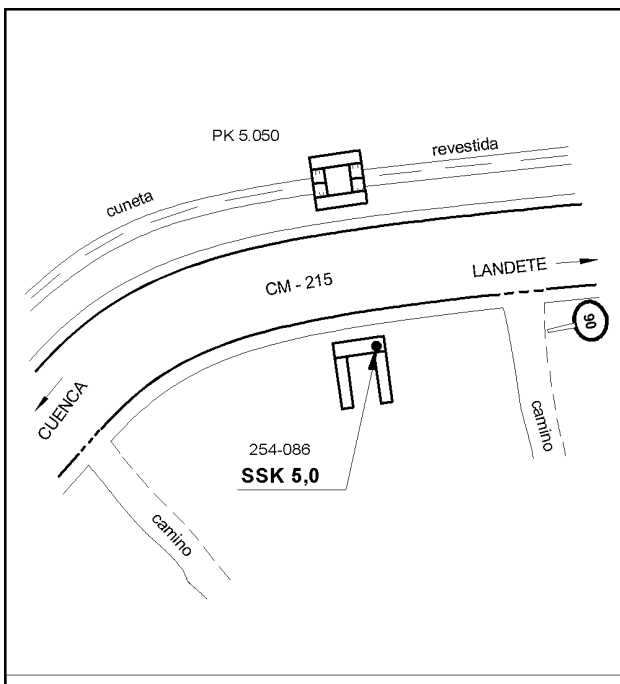 PK 5.050
revestida
cuneta
LANDETE
CM - 215
90
CUENCA
camino
254-086
SSK 5,0
camino